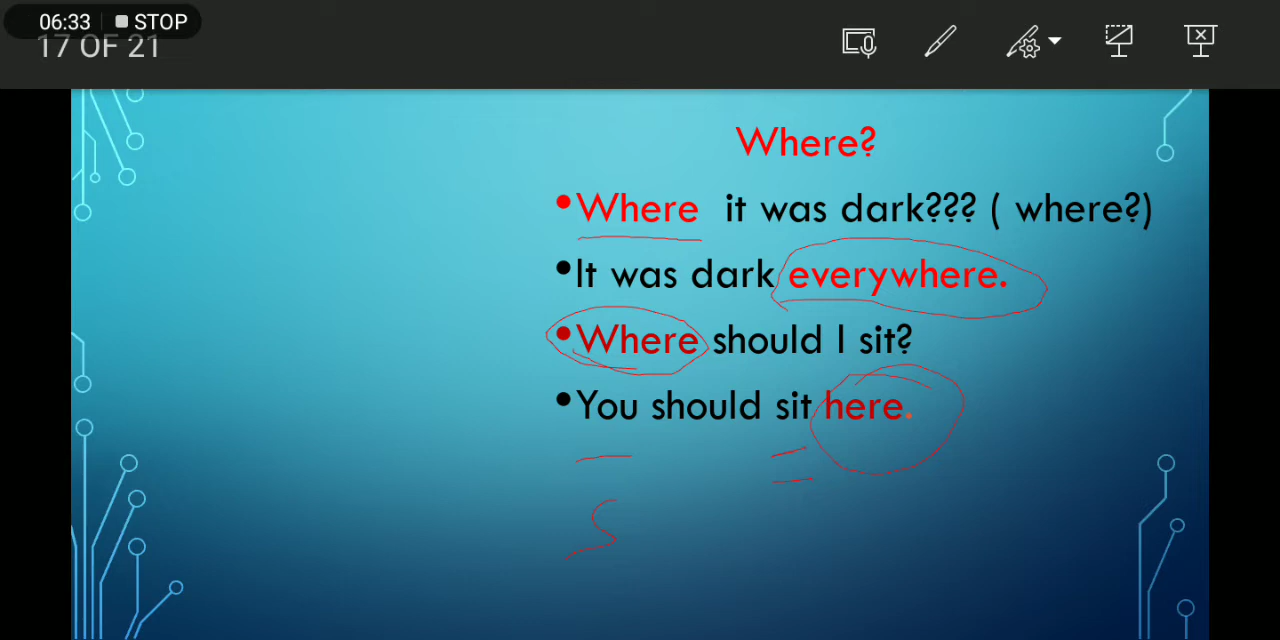 06:33 STOP
17 OF 21
Where?
•Where it was dark??? ( where?)
•It was dark everywhere.
•Where should I sit?
•You should sit here.
S